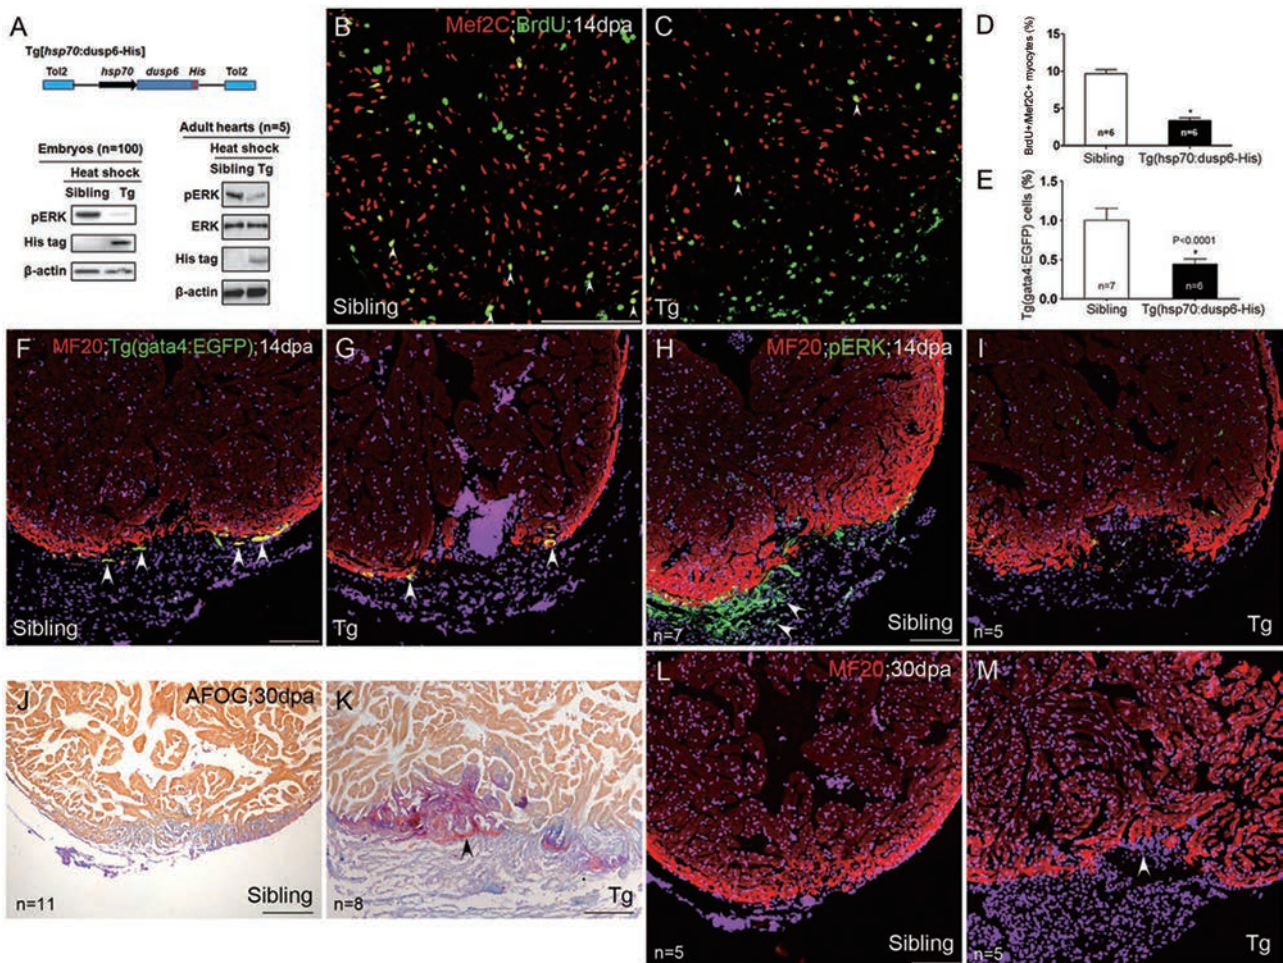 A
Tg[hsp70:dusp6-His]
Tol2 hsp70 dusp6 His Tol2
Embryos (n=100)
Heat shock
Sibling Tg
pERK
His tag
β-actin
Adult hearts (n=5)
Heat shock
Sibling Tg
pERK
ERK
His tag
β-actin
B Mef2C;BrdU;14dpa
Sibling
C
Tg
D
BrdU+/Mef2C+ myocytes (%)
15
10
5
0
n=6
n=6
Sibling Tg(hsp70:dusp6-His)
*
E
Tg(gata4:EGFP) cells (%)
1.5
1.0
0.5
0.0
P<0.0001
*
n=7
n=6
Sibling Tg(hsp70:dusp6-His)
F MF20;Tg(gata4:EGFP);14dpa
Sibling
G
Tg
H MF20;pERK;14dpa
n=7 Sibling
I
n=5 Tg
J AFOG;30dpa
n=11 Sibling
K
n=8 Tg
L MF20;30dpa
n=5 Sibling
M
n=5 Tg